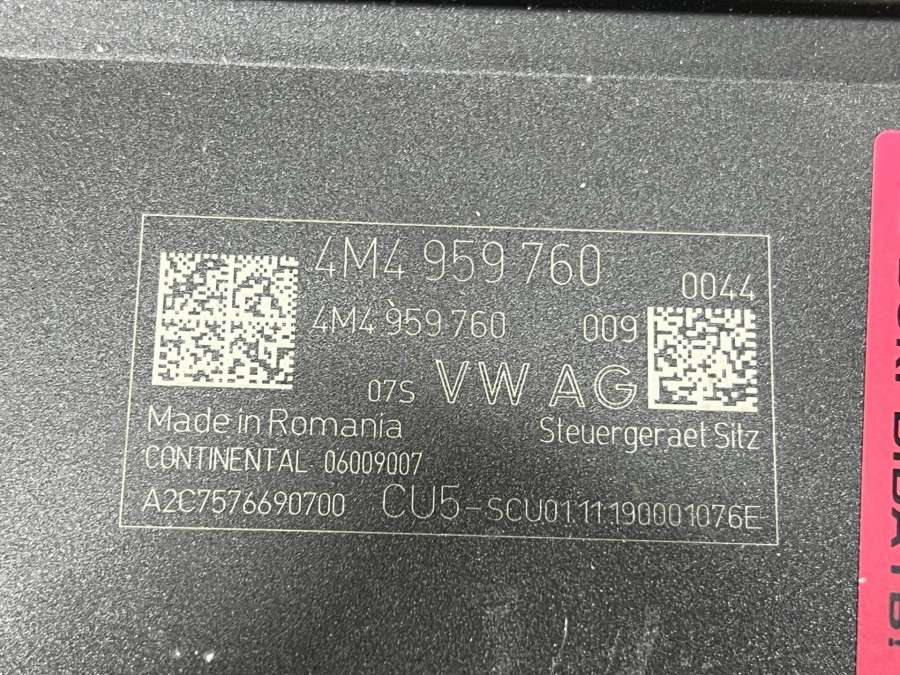 4M4 959 760
0044
4M4 959 760 009
07S VW AG
Made in Romania Steuergeraet Sitz
CONTINENTAL 06009007
A2C7576690700 CU5-SCU01.11.190001076E